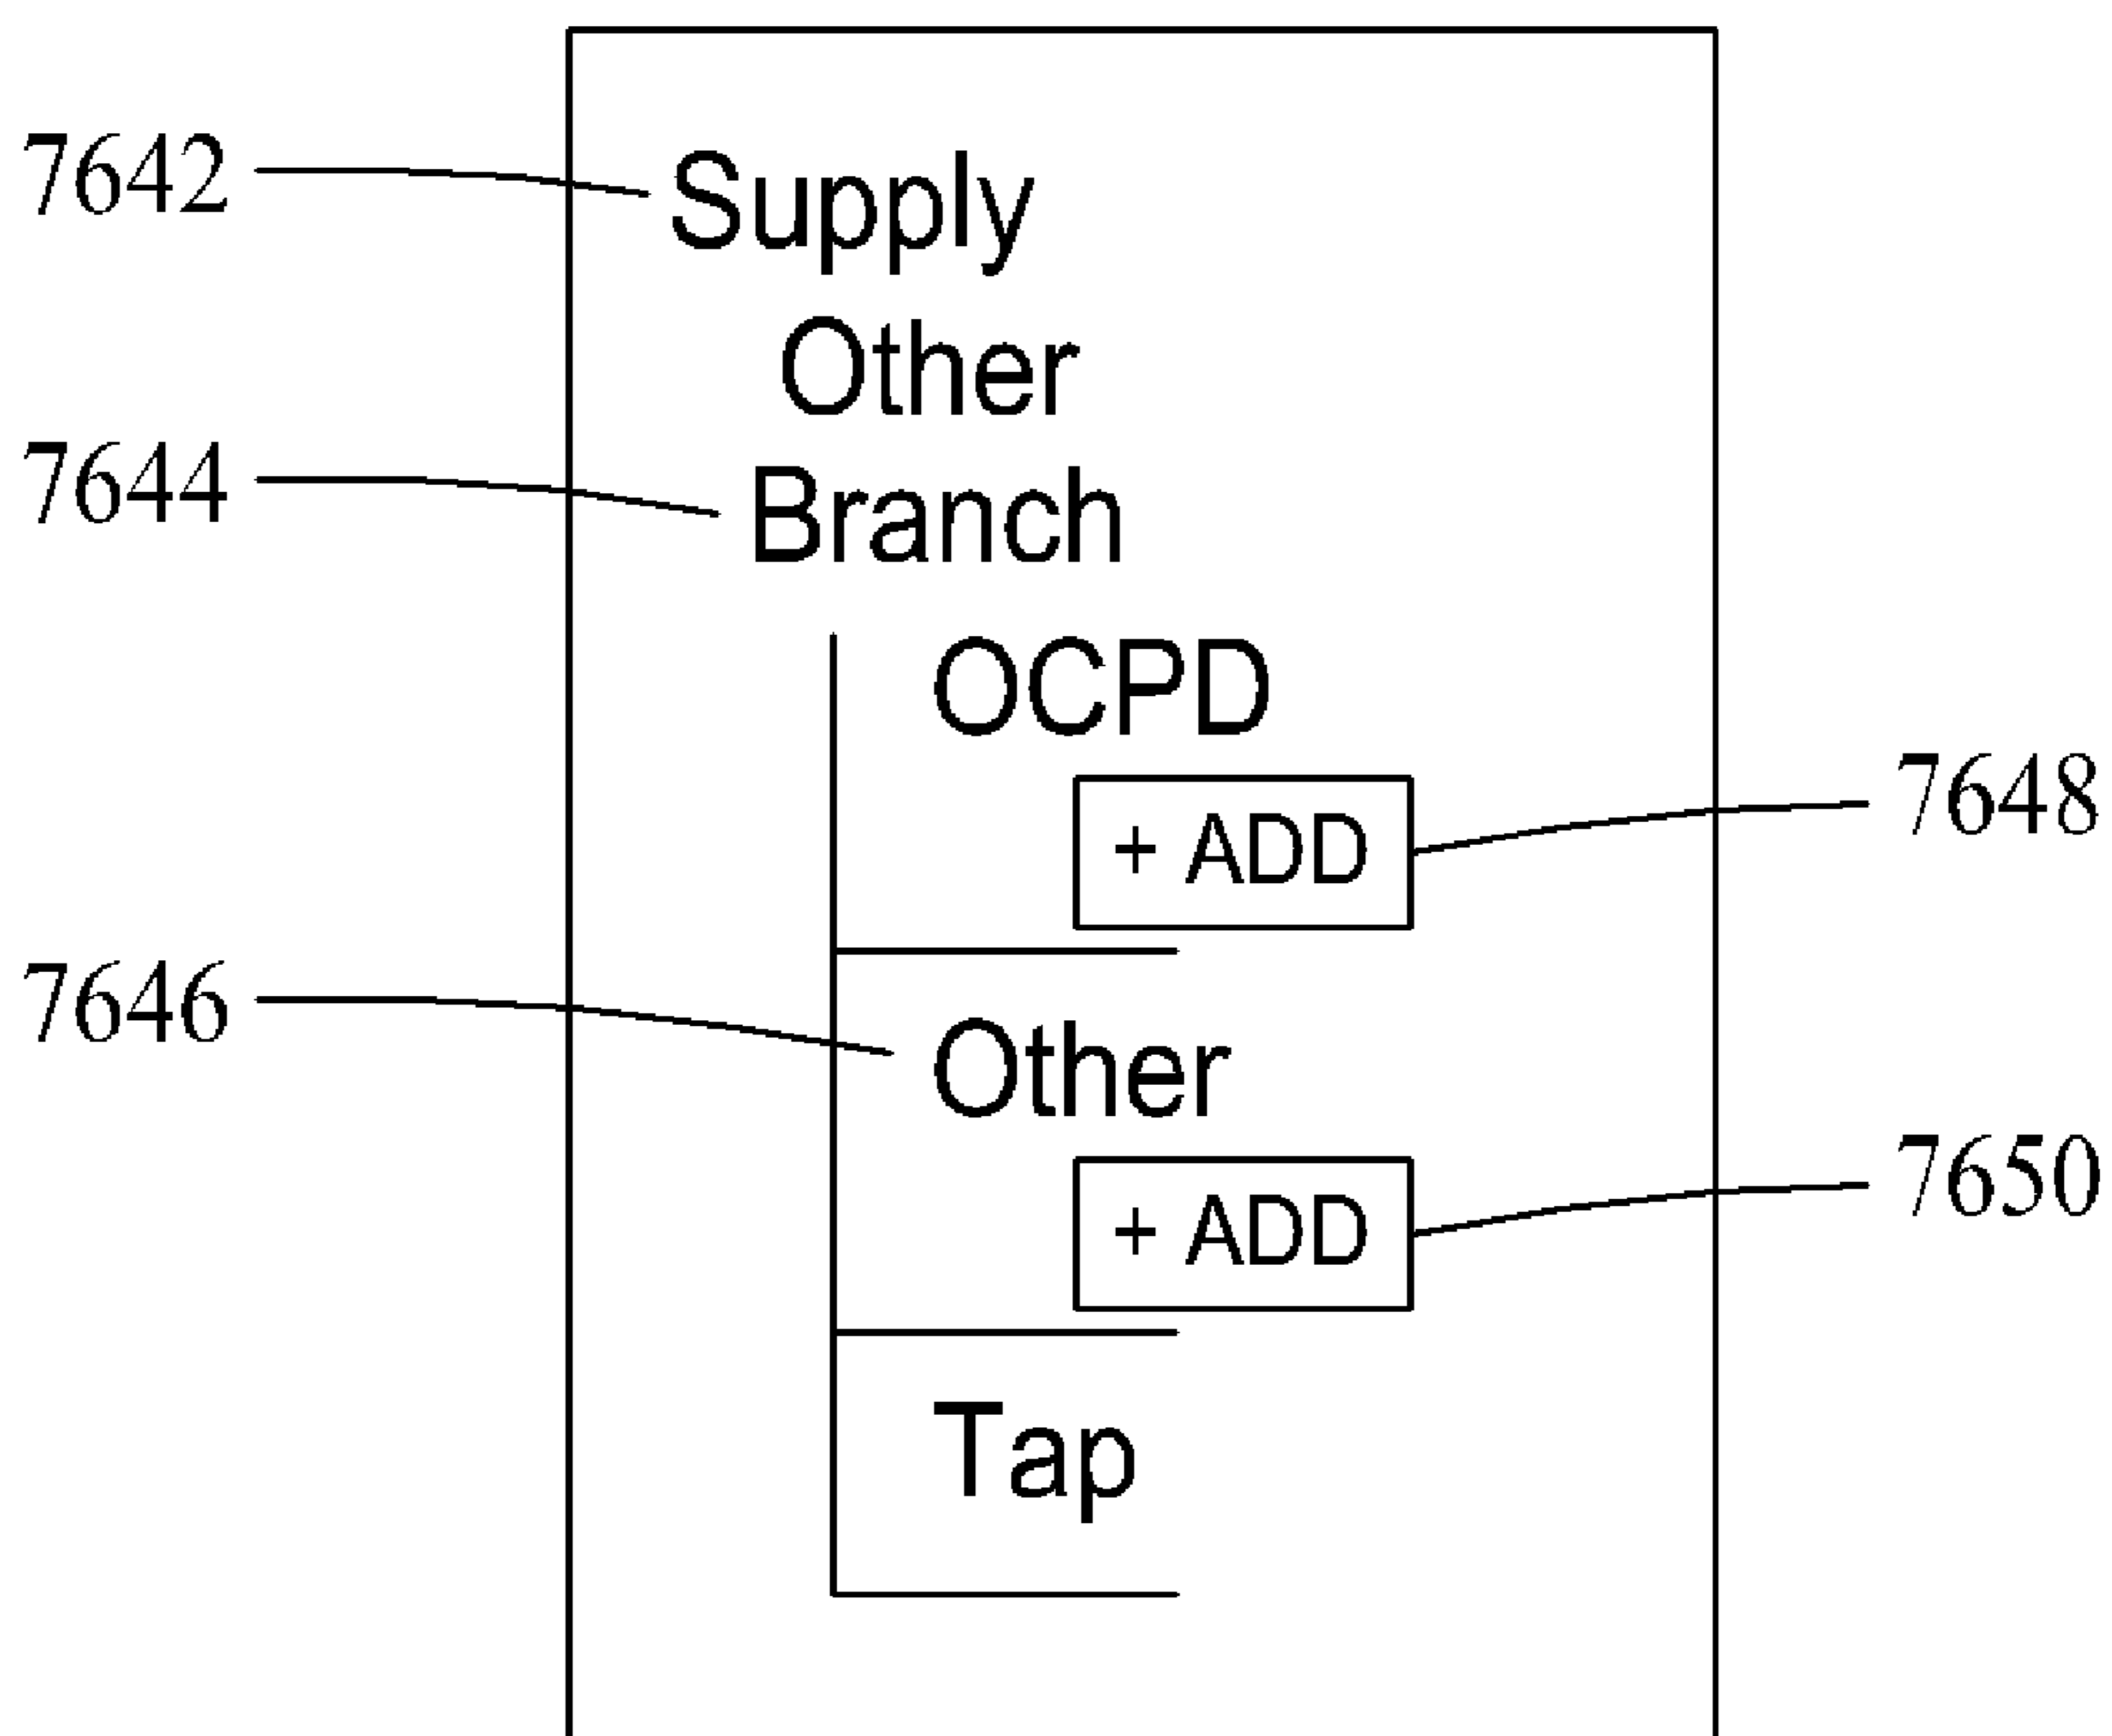 7642
Supply
Other
7644
Branch
OCPD
+ ADD
7648
7646
Other
+ ADD
7650
Tap